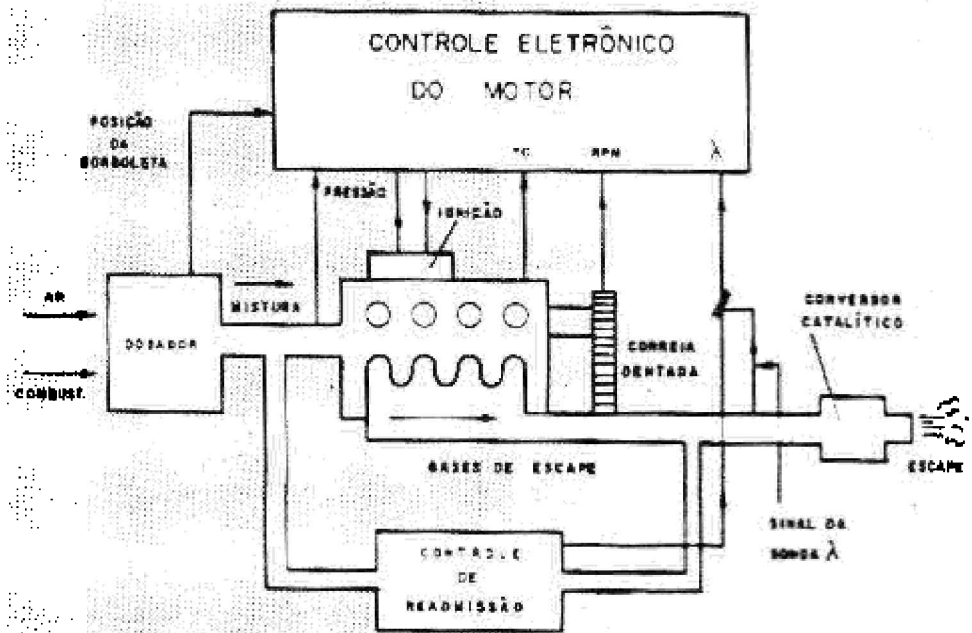 CONTROLE ELETRÔNICO
DO MOTOR
POSIÇÃO
DA
BORBOLETA
°C
RPM
λ
PRESSÃO
IGNIÇÃO
AR
MISTURA
CONVERSOR
CATALÍTICO
DOSADOR
CORREIA
DENTADA
COMBUST.
GASES DE ESCAPE
ESCAPE
SINAL DA
SONDA λ
CONTROLE
DE
READMISSÃO